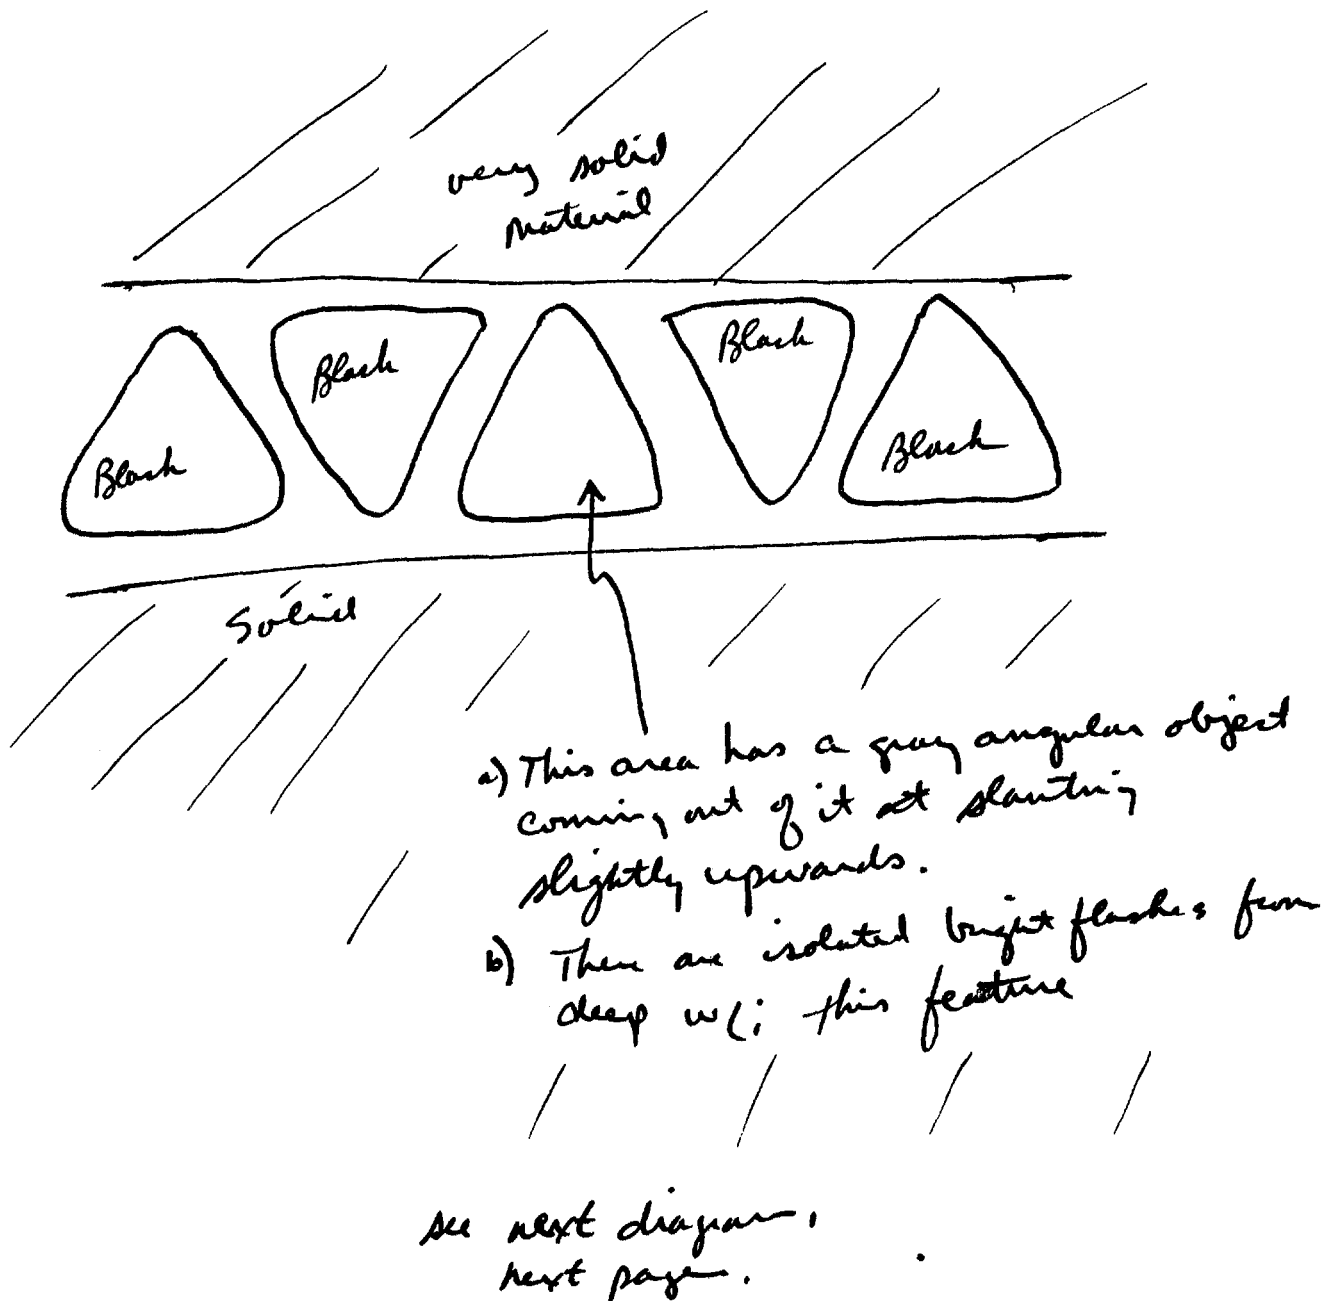 very solid
material
Black
Black
Black
Black
Black
Solid
a) This area has a gray angular object
coming out of it at slanting
slightly upwards.
b) There are isolated bright flashes from
deep w/i this feature
see next diagram,
next page.